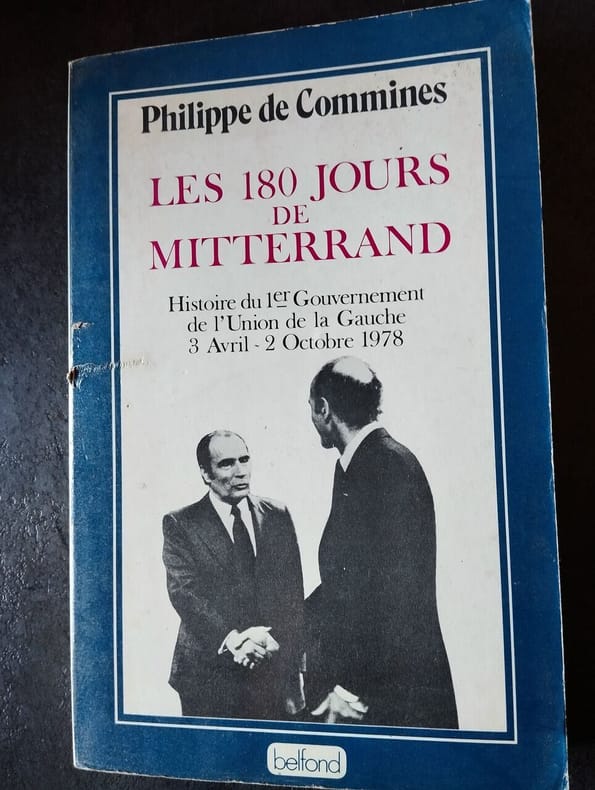 Philippe de Commines
LES 180 JOURS
DE
MITTERRAND
Histoire du 1er Gouvernement
de l'Union de la Gauche
3 Avril - 2 Octobre 1978
belfond